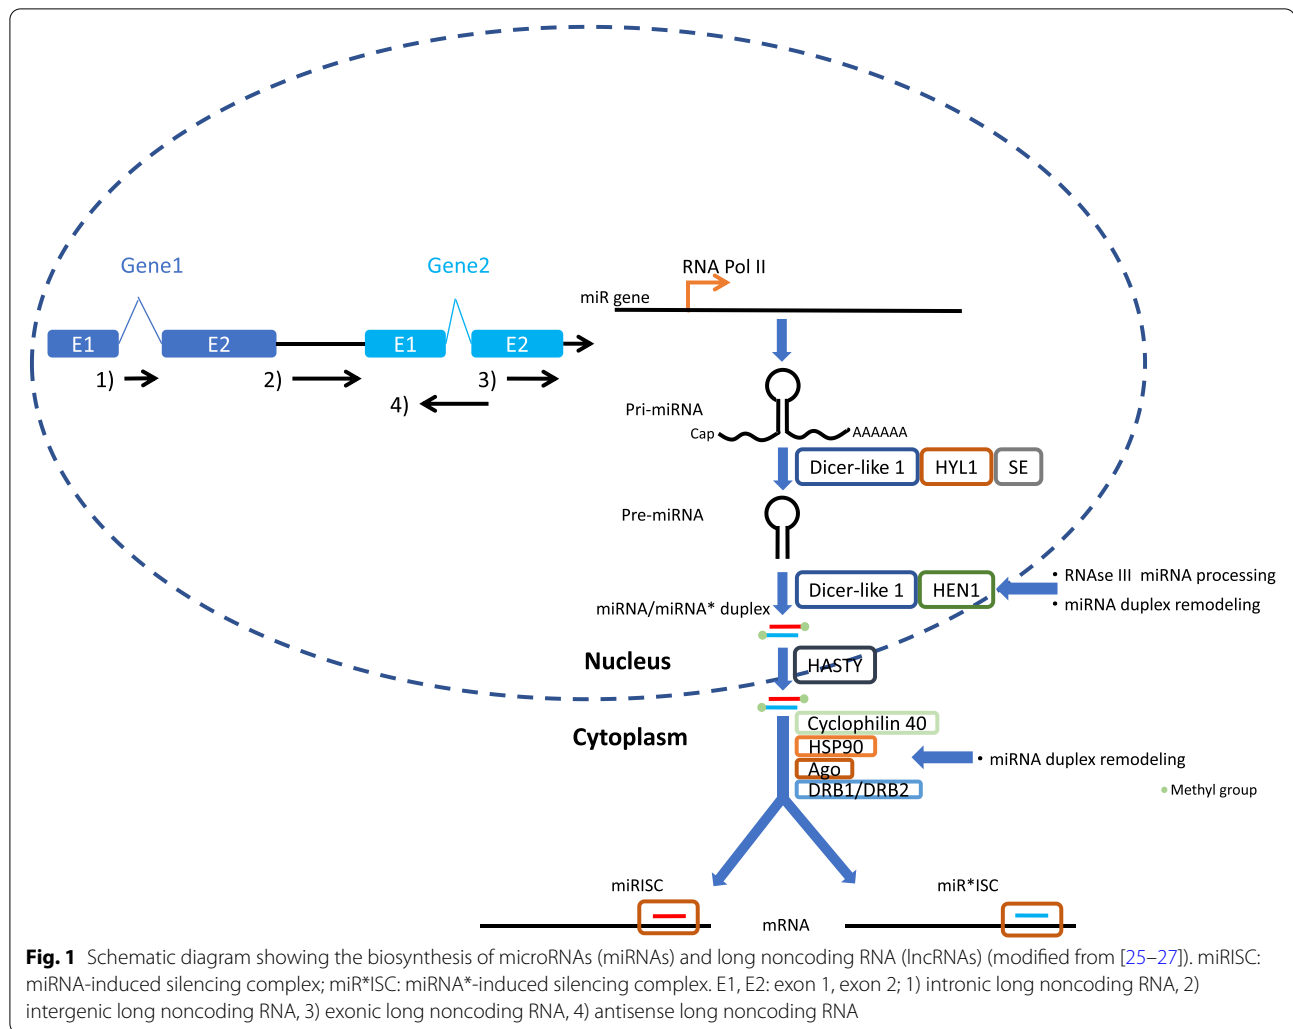 Gene1
Gene2
E1
E2
E1
E2
1)
2)
3)
4)
RNA Pol II
miR gene
Pri-miRNA
Cap
AAAAAA
Dicer-like 1
HYL1
SE
Pre-miRNA
Dicer-like 1
HEN1
• RNAse III miRNA processing
• miRNA duplex remodeling
miRNA/miRNA* duplex
Nucleus
HASTY
Cytoplasm
Cyclophilin 40
HSP90
Ago
DRB1/DRB2
• miRNA duplex remodeling
Methyl group
miRISC
miR*ISC
mRNA
Fig. 1 Schematic diagram showing the biosynthesis of microRNAs (miRNAs) and long noncoding RNA (lncRNAs) (modified from [25–27]). miRISC:
miRNA-induced silencing complex; miR*ISC: miRNA*-induced silencing complex. E1, E2: exon 1, exon 2; 1) intronic long noncoding RNA, 2)
intergenic long noncoding RNA, 3) exonic long noncoding RNA, 4) antisense long noncoding RNA